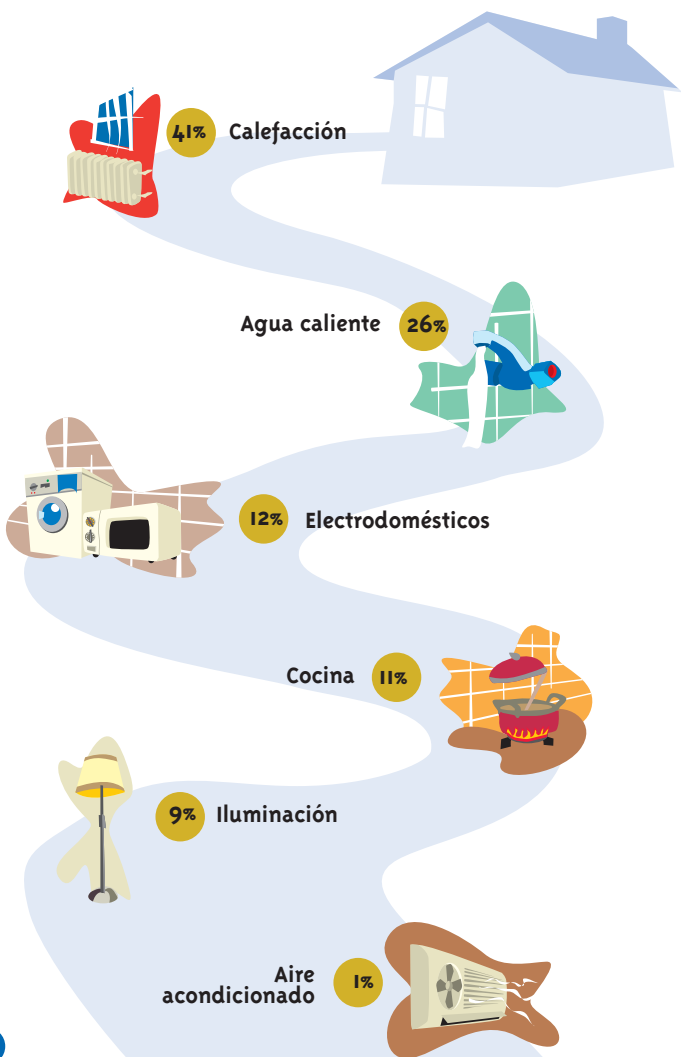 41% Calefacción
Agua caliente 26%
12% Electrodomésticos
Cocina 11%
9% Iluminación
Aire
acondicionado 1%